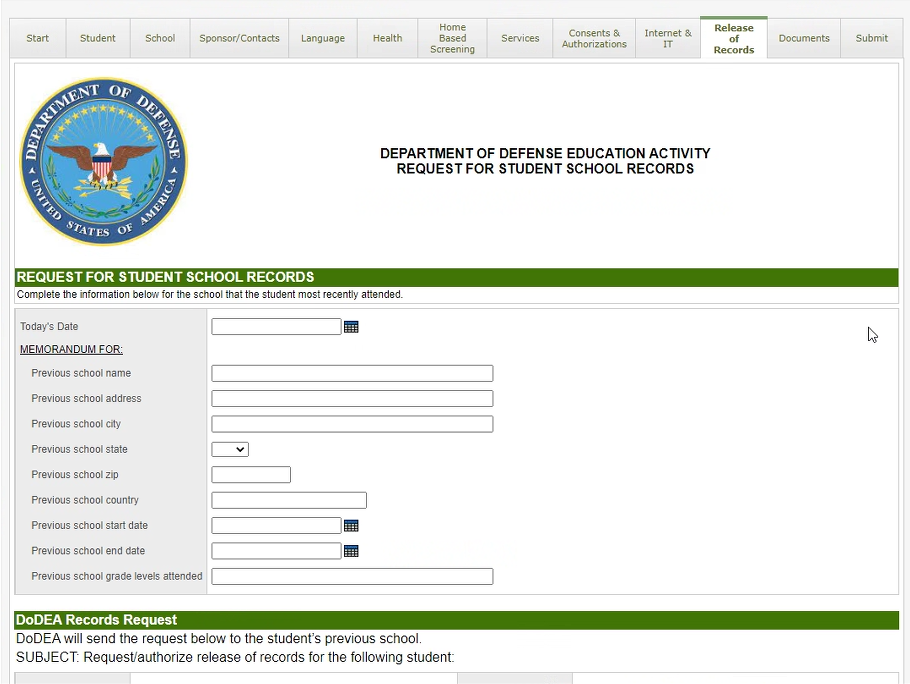 Start
Student
School
Sponsor/Contacts
Language
Health
Home
Based
Screening
Services
Consents &
Authorizations
Internet &
IT
Release
of
Records
Documents
Submit
DEPARTMENT OF DEFENSE
UNITED STATES OF AMERICA
DEPARTMENT OF DEFENSE EDUCATION ACTIVITY
REQUEST FOR STUDENT SCHOOL RECORDS
REQUEST FOR STUDENT SCHOOL RECORDS
Complete the information below for the school that the student most recently attended.
Today's Date
MEMORANDUM FOR:
Previous school name
Previous school address
Previous school city
Previous school state
Previous school zip
Previous school country
Previous school start date
Previous school end date
Previous school grade levels attended
DoDEA Records Request
DoDEA will send the request below to the student's previous school.
SUBJECT: Request/authorize release of records for the following student: